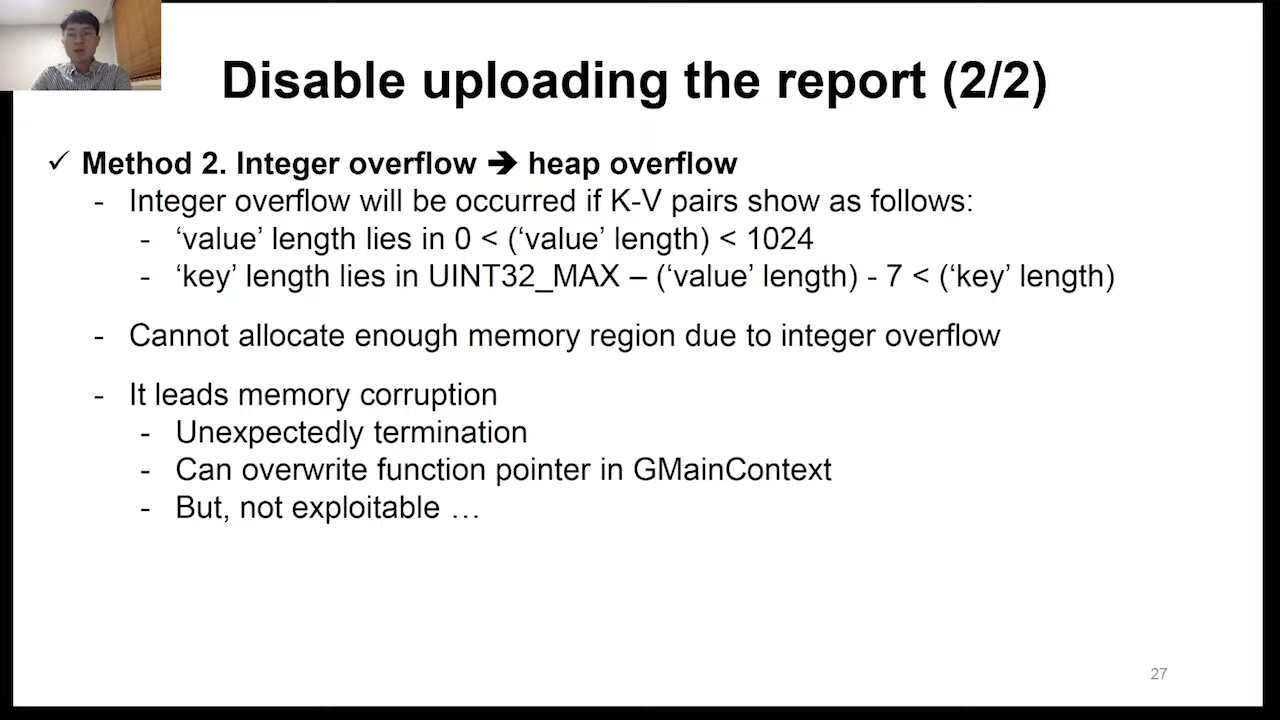 Disable uploading the report (2/2)
✓ Method 2. Integer overflow ➔ heap overflow
- Integer overflow will be occurred if K-V pairs show as follows:
- ‘value’ length lies in 0 < (‘value’ length) < 1024
- ‘key’ length lies in UINT32_MAX – (‘value’ length) - 7 < (‘key’ length)
- Cannot allocate enough memory region due to integer overflow
- It leads memory corruption
- Unexpectedly termination
- Can overwrite function pointer in GMainContext
- But, not exploitable …
27